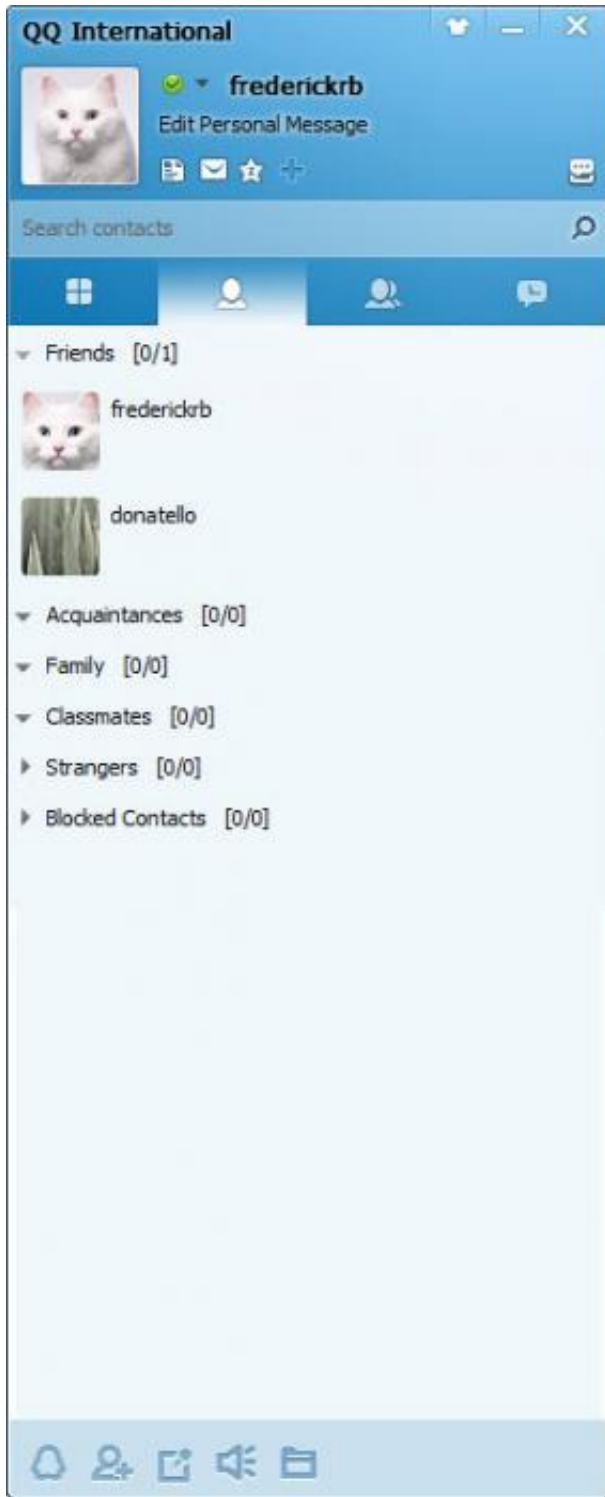 QQ International
frederickrb
Edit Personal Message
Search contacts
Friends [0/1]
frederickrb
donatello
Acquaintances [0/0]
Family [0/0]
Classmates [0/0]
Strangers [0/0]
Blocked Contacts [0/0]